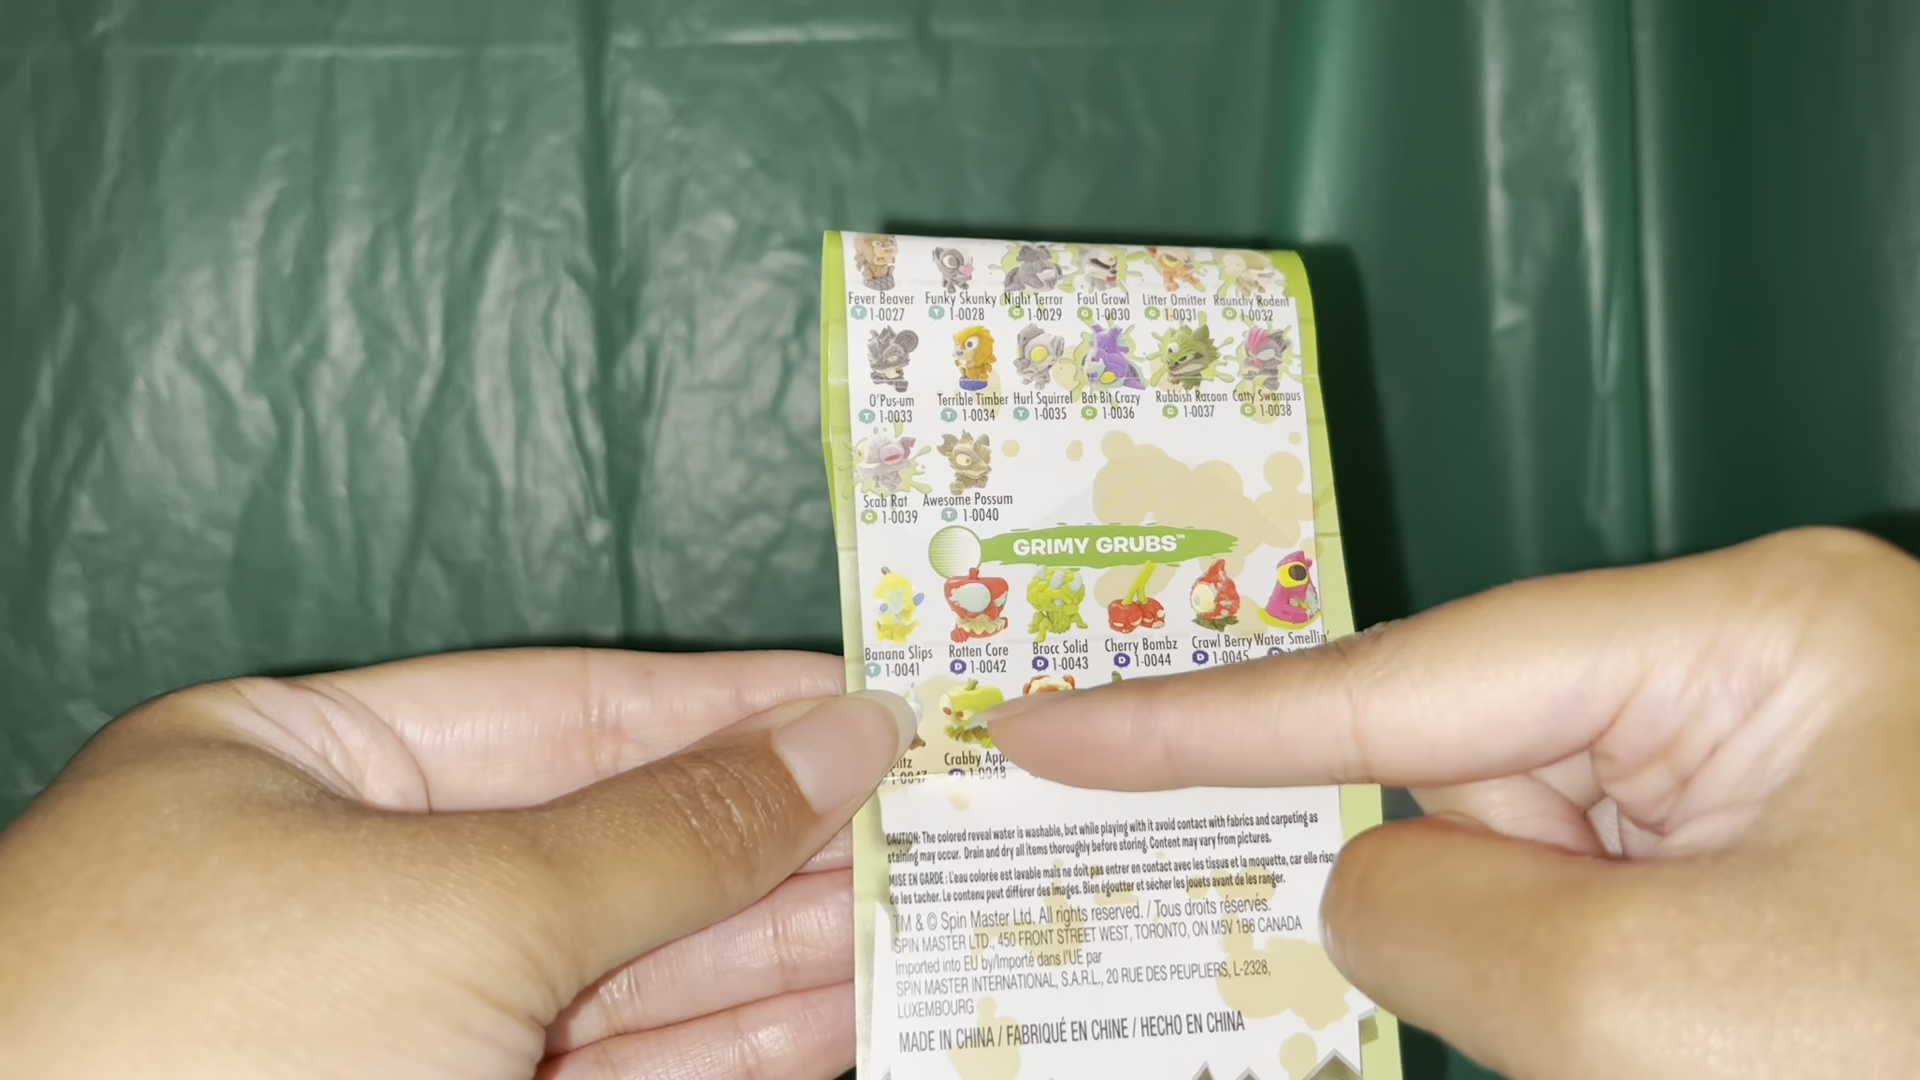 Fever Beaver Funky Skunky Night Terror Foul Growl Litter Omitter Raunchy Rodent
T 1-0027 T 1-0028 G 1-0029 G 1-0030 G 1-0031 G 1-0032
O'Pus-um Terrible Timber Hurl Squirrel Bat Bit Crazy Rubbish Racoon Catty Swampus
T 1-0033 T 1-0034 T 1-0035 G 1-0036 G 1-0037 G 1-0038
Scab Rat Awesome Possum
G 1-0039 T 1-0040
GRIMY GRUBS™
Banana Slips Rotten Core Brocc Solid Cherry Bombz Crawl Berry Water Smellin'
T 1-0041 D 1-0042 D 1-0043 D 1-0044 D 1-0045 D
Crabby App
1-0047 D 1-0048
CAUTION: The colored reveal water is washable, but while playing with it avoid contact with fabrics and carpeting as
staining may occur. Drain and dry all items thoroughly before storing. Content may vary from pictures.
MISE EN GARDE : L'eau colorée est lavable mais ne doit pas entrer en contact avec les tissus et la moquette, car elle risq
de les tacher. Le contenu peut différer des images. Bien égoutter et sécher les jouets avant de les ranger.
TM & © Spin Master Ltd. All rights reserved. / Tous droits réservés.
SPIN MASTER LTD., 450 FRONT STREET WEST, TORONTO, ON M5V 1B6 CANADA
Imported into EU by/Importé dans l'UE par
SPIN MASTER INTERNATIONAL, S.A.R.L., 20 RUE DES PEUPLIERS, L-2328,
LUXEMBOURG
MADE IN CHINA / FABRIQUÉ EN CHINE / HECHO EN CHINA